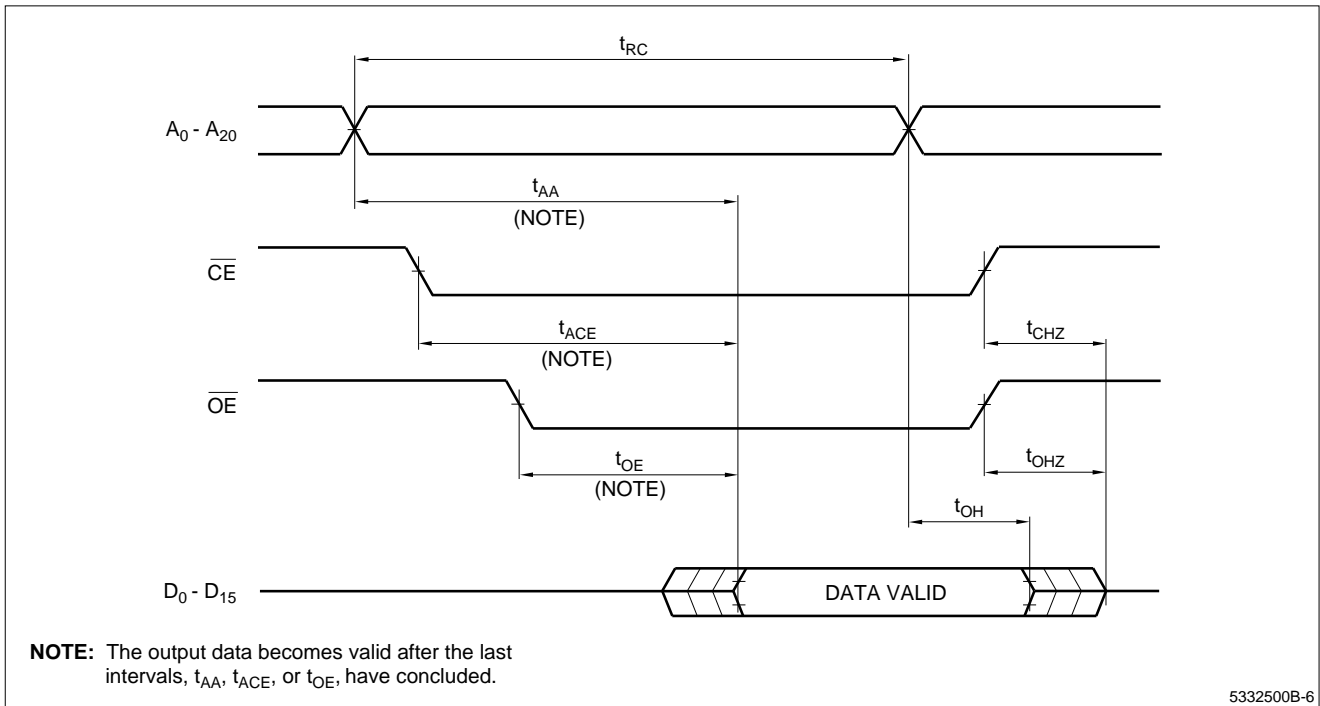 tRC
A0 - A20
tAA
(NOTE)
CE
tACE
(NOTE)
tCHZ
OE
tOE
(NOTE)
tOHZ
tOH
D0 - D15
DATA VALID
NOTE: The output data becomes valid after the last
intervals, tAA, tACE, or tOE, have concluded.
5332500B-6